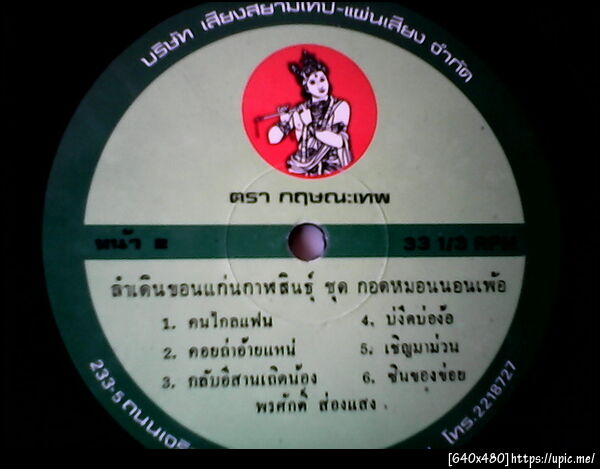 บริษัท เสียงสยามเทป-แผ่นเสียง จำกัด
ตรา กฤษณะเทพ
หน้า
33 1/3 RPM
ลำเดินขอนแก่นกาฬสินธุ์ ชุด กอดหมอนนอนเพ้อ
1. คนไกลแฟน
2. คอยถ่าอ้ายแหน่
3. กลับอีสานเถิดน้อง
4. บ่งึดบ่ง้อ
5. เชิญมาม่วน
6. ซินของข่อย
พรศักดิ์ ส่องแสง
233-5 ถนน
โทร.2218727
[640x480]https://upic.me/